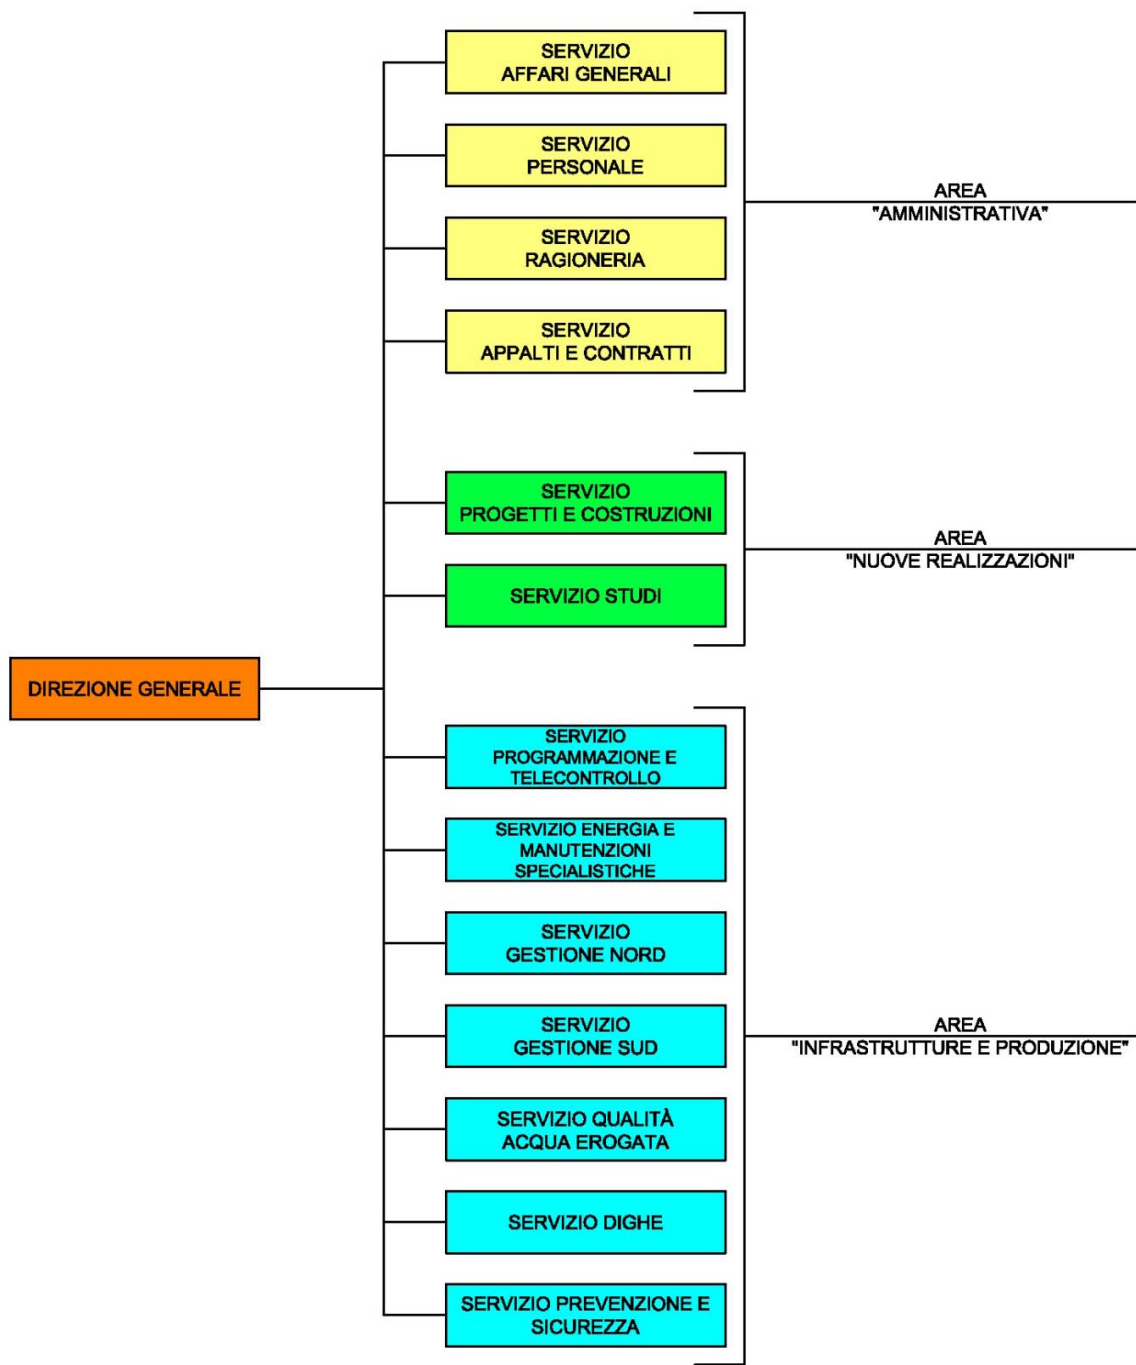 SERVIZIO
AFFARI GENERALI
SERVIZIO
PERSONALE
AREA
"AMMINISTRATIVA"
SERVIZIO
RAGIONERIA
SERVIZIO
APPALTI E CONTRATTI
SERVIZIO
PROGETTI E COSTRUZIONI
AREA
"NUOVE REALIZZAZIONI"
SERVIZIO STUDI
DIREZIONE GENERALE
SERVIZIO
PROGRAMMAZIONE E
TELECONTROLLO
SERVIZIO ENERGIA E
MANUTENZIONI
SPECIALISTICHE
SERVIZIO
GESTIONE NORD
SERVIZIO
GESTIONE SUD
AREA
"INFRASTRUTTURE E PRODUZIONE"
SERVIZIO QUALITÀ
ACQUA EROGATA
SERVIZIO DIGHE
SERVIZIO PREVENZIONE E
SICUREZZA